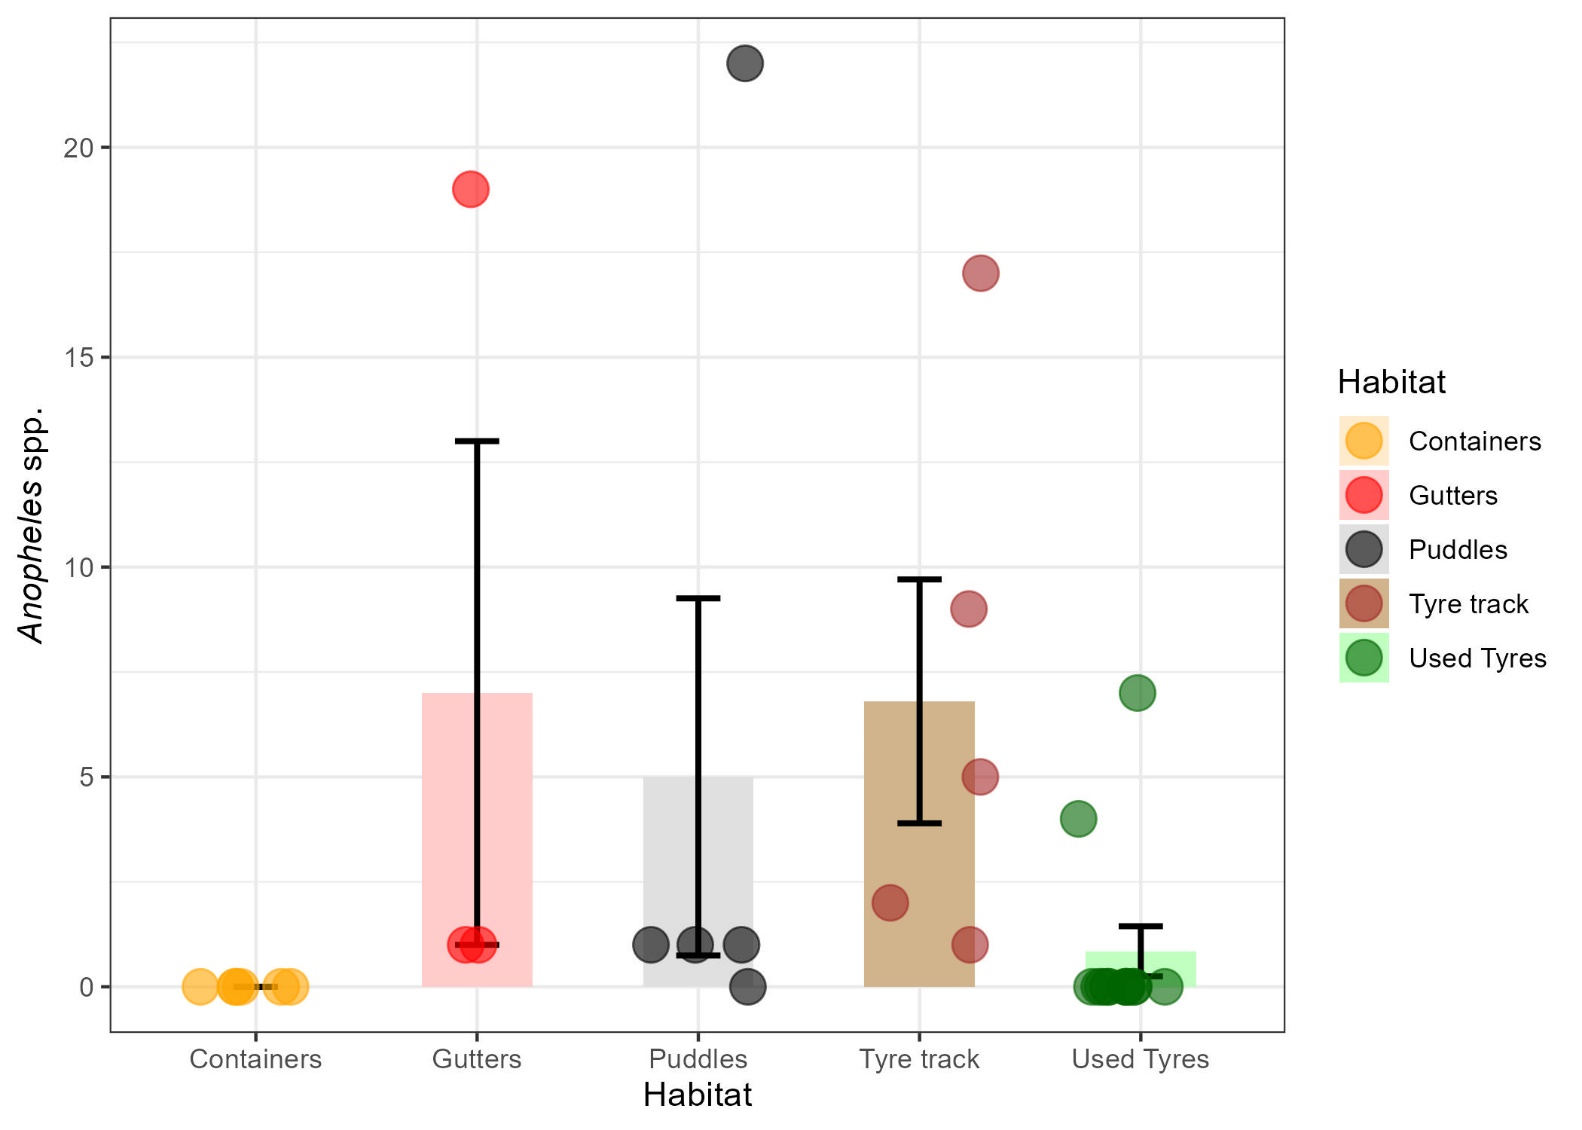 Anopheles spp.
20
15
10
5
0
Containers
Gutters
Puddles
Tyre track
Used Tyres
Habitat
Habitat
Containers
Gutters
Puddles
Tyre track
Used Tyres